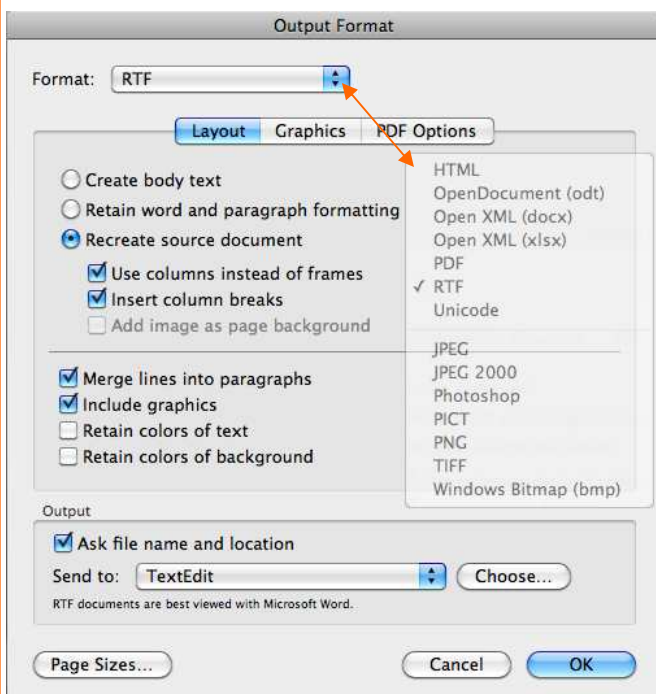 Output Format
Format: RTF
Layout Graphics PDF Options
Create body text
Retain word and paragraph formatting
Recreate source document
Use columns instead of frames
Insert column breaks
Add image as page background
Merge lines into paragraphs
Include graphics
Retain colors of text
Retain colors of background
HTML
OpenDocument (odt)
Open XML (docx)
Open XML (xlsx)
PDF
✓ RTF
Unicode
JPEG
JPEG 2000
Photoshop
PICT
PNG
TIFF
Windows Bitmap (bmp)
Output
Ask file name and location
Send to: TextEdit Choose...
RTF documents are best viewed with Microsoft Word.
Page Sizes... Cancel OK